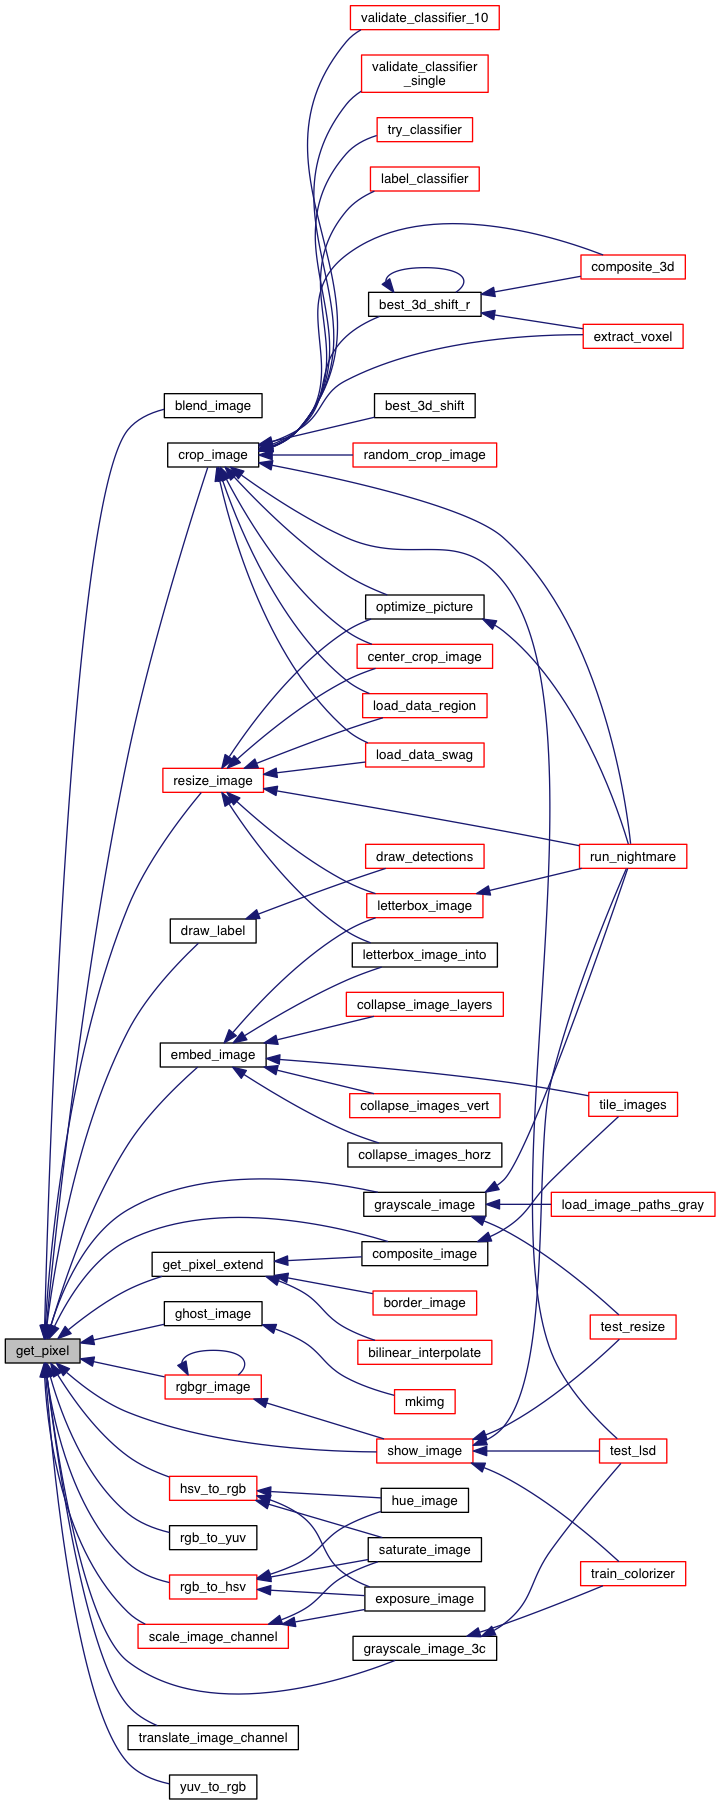 validate_classifier_10
validate_classifier
_single
try_classifier
label_classifier
composite_3d
best_3d_shift_r
extract_voxel
blend_image
best_3d_shift
crop_image
random_crop_image
optimize_picture
center_crop_image
load_data_region
load_data_swag
resize_image
run_nightmare
draw_detections
letterbox_image
draw_label
letterbox_image_into
collapse_image_layers
embed_image
collapse_images_vert
tile_images
collapse_images_horz
grayscale_image
load_image_paths_gray
composite_image
get_pixel_extend
border_image
ghost_image
test_resize
get_pixel
bilinear_interpolate
rgbgr_image
mkimg
show_image
test_lsd
hsv_to_rgb
hue_image
rgb_to_yuv
saturate_image
rgb_to_hsv
train_colorizer
exposure_image
scale_image_channel
grayscale_image_3c
translate_image_channel
yuv_to_rgb